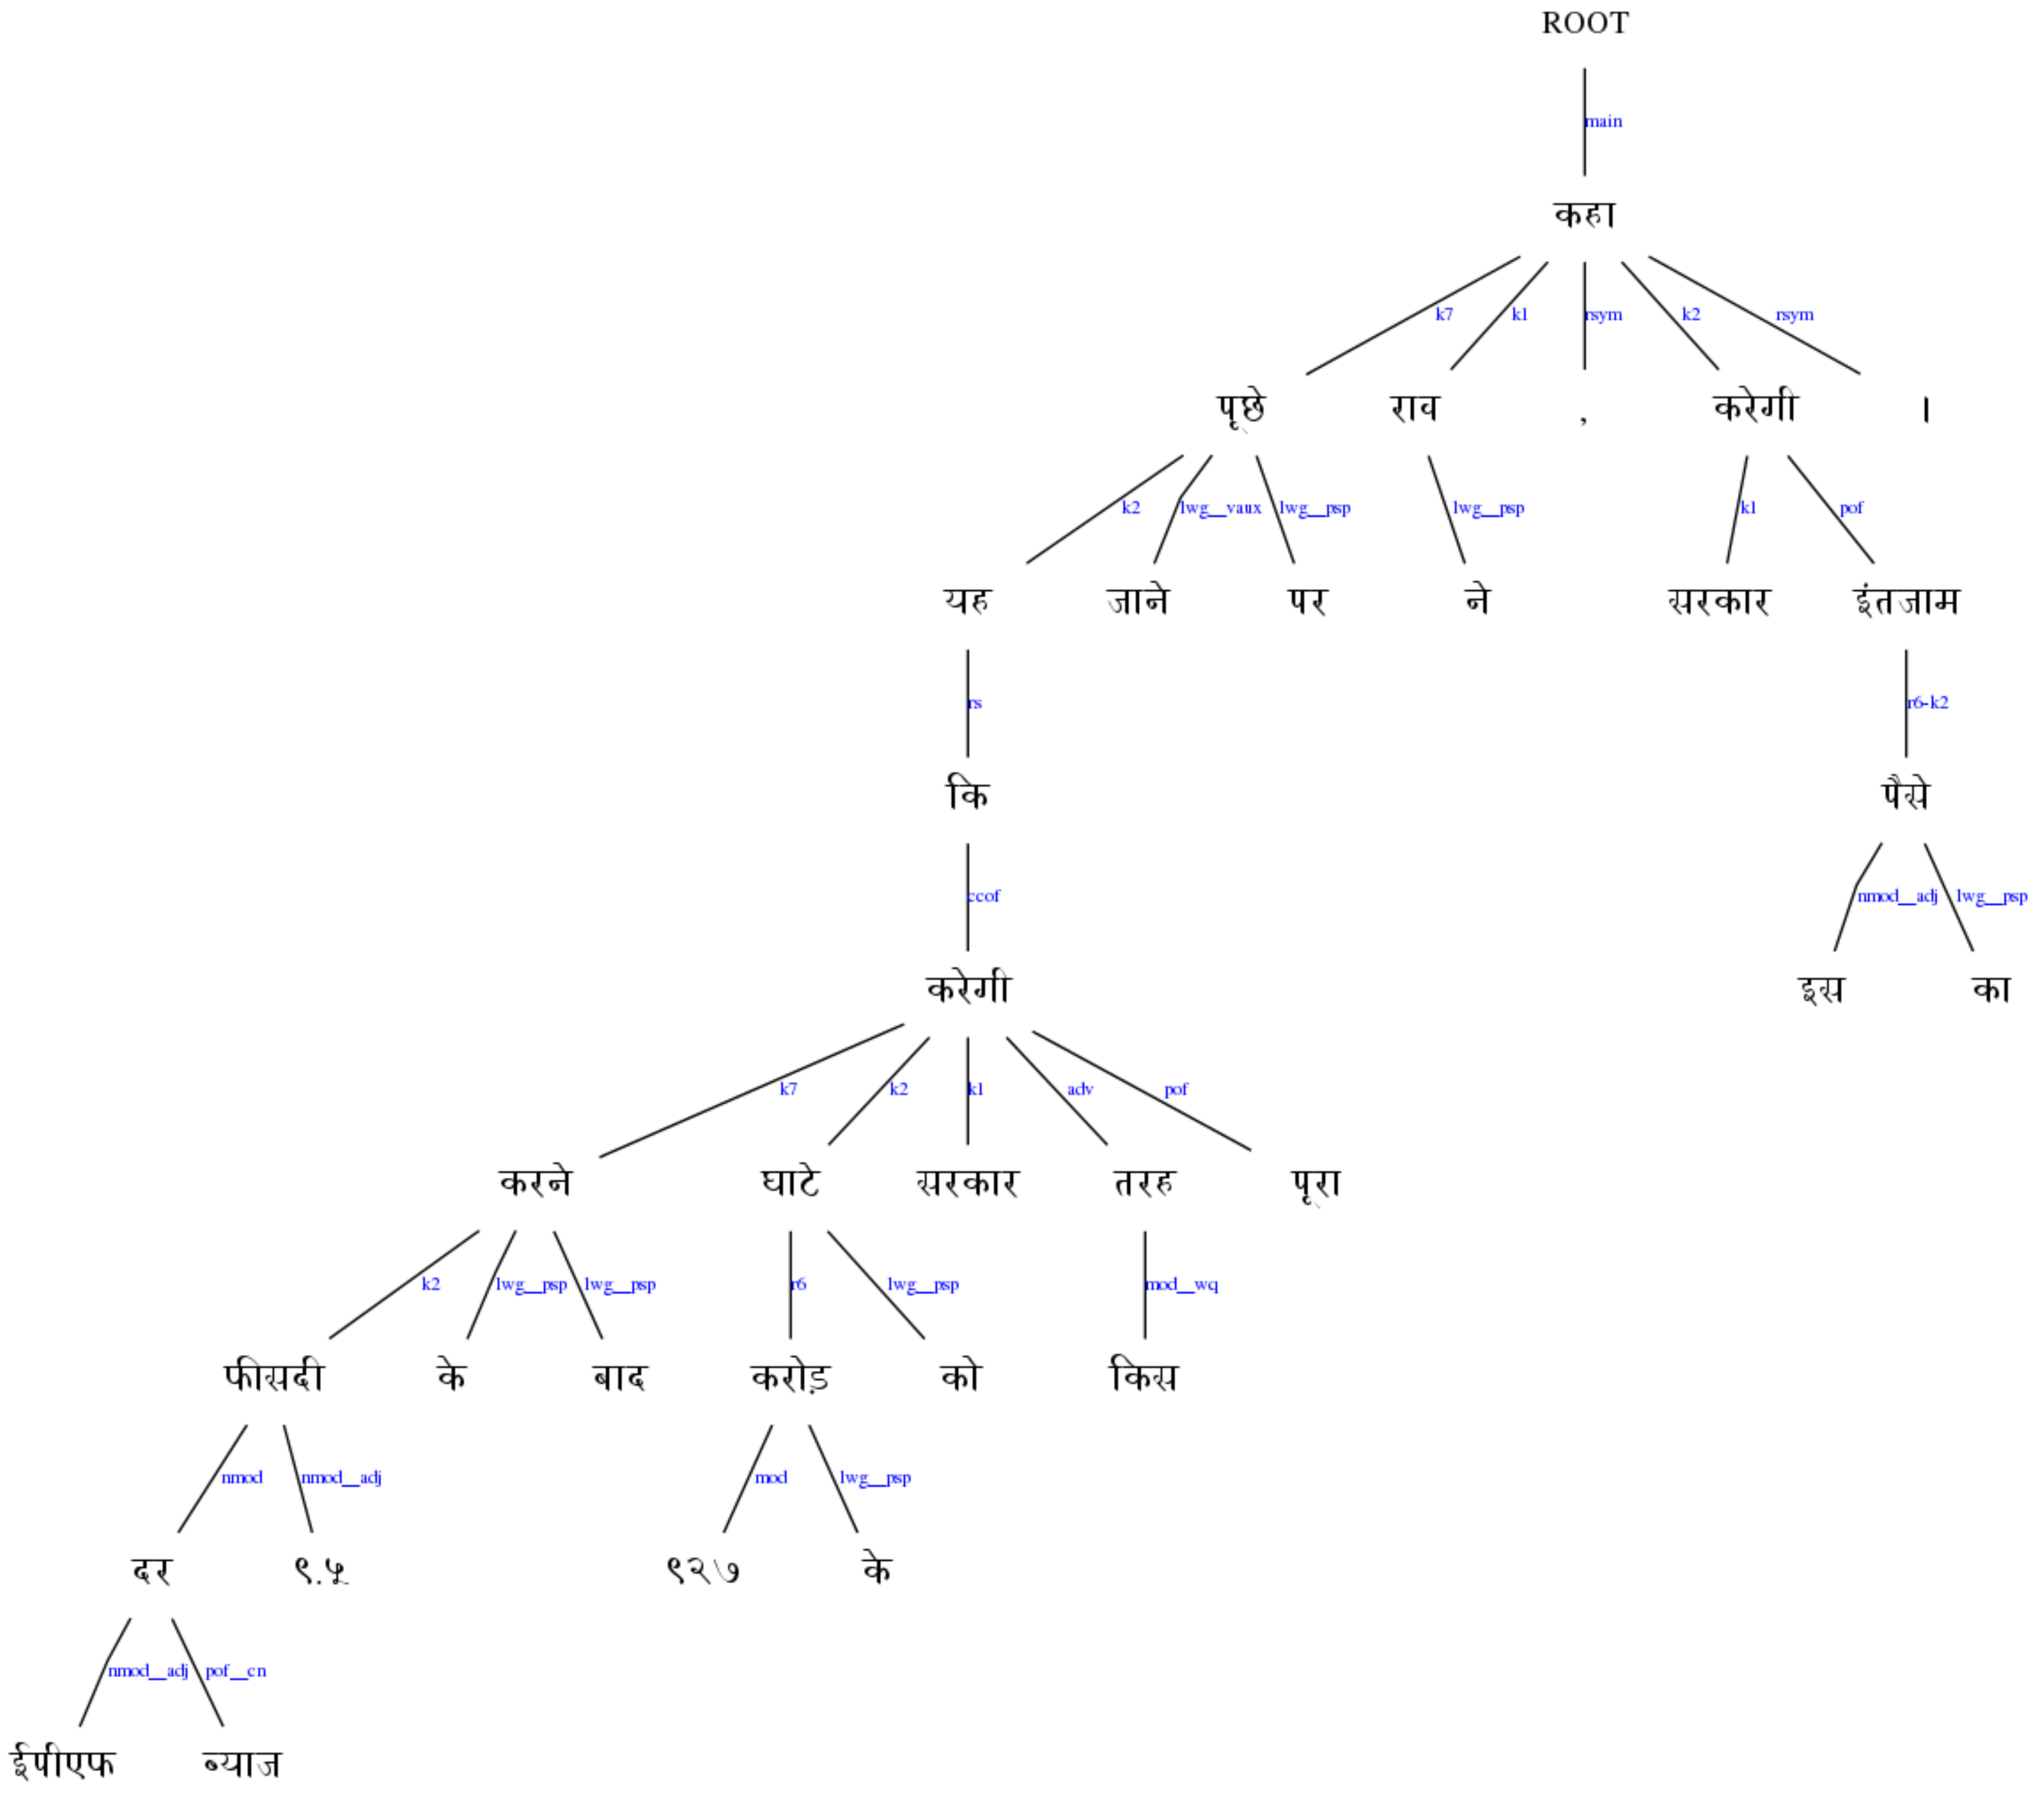 ROOT
main
कहा
k7 k1 rsym k2 rsym
पूछे राव , करेगी ।
k2 lwg__vaux lwg__psp lwg__psp k1 pof
यह जाने पर ने सरकार इंतजाम
rs r6-k2
कि पैसे
ccof nmod__adj lwg__psp
करेगी इस का
k7 k2 k1 adv pof
करने घाटे सरकार तरह पूरा
k2 lwg__psp lwg__psp r6 lwg__psp mod__wq
फीसदी के बाद करोड़ को किस
nmod nmod__adj mod lwg__psp
दर ९.५ ९२७ के
nmod__adj pof__cn
ईपीएफ ब्याज